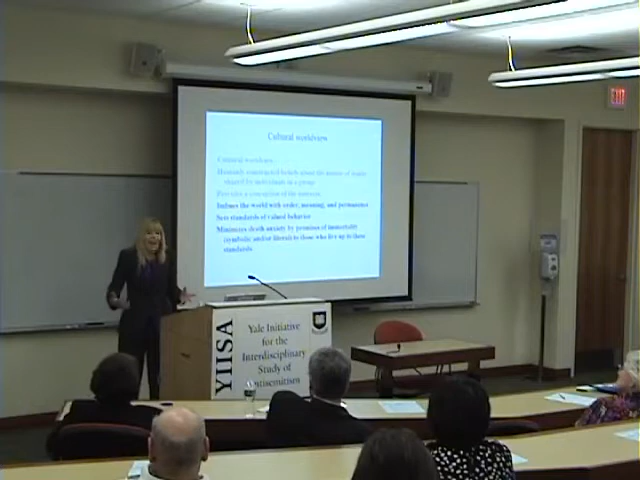 Cultural worldview
Cultural worldview
Humanly constructed beliefs about the nature of reality
shared by individuals in a group
Provides a conception of the universe
Imbues the world with order, meaning, and permanence
Sets standards of valued behavior
Minimizes death anxiety by promises of immortality
(symbolic and/or literal) to those who live up to these
standards.
EXIT
YIISA
Yale Initiative
for the
Interdisciplinary
Study of
Antisemitism